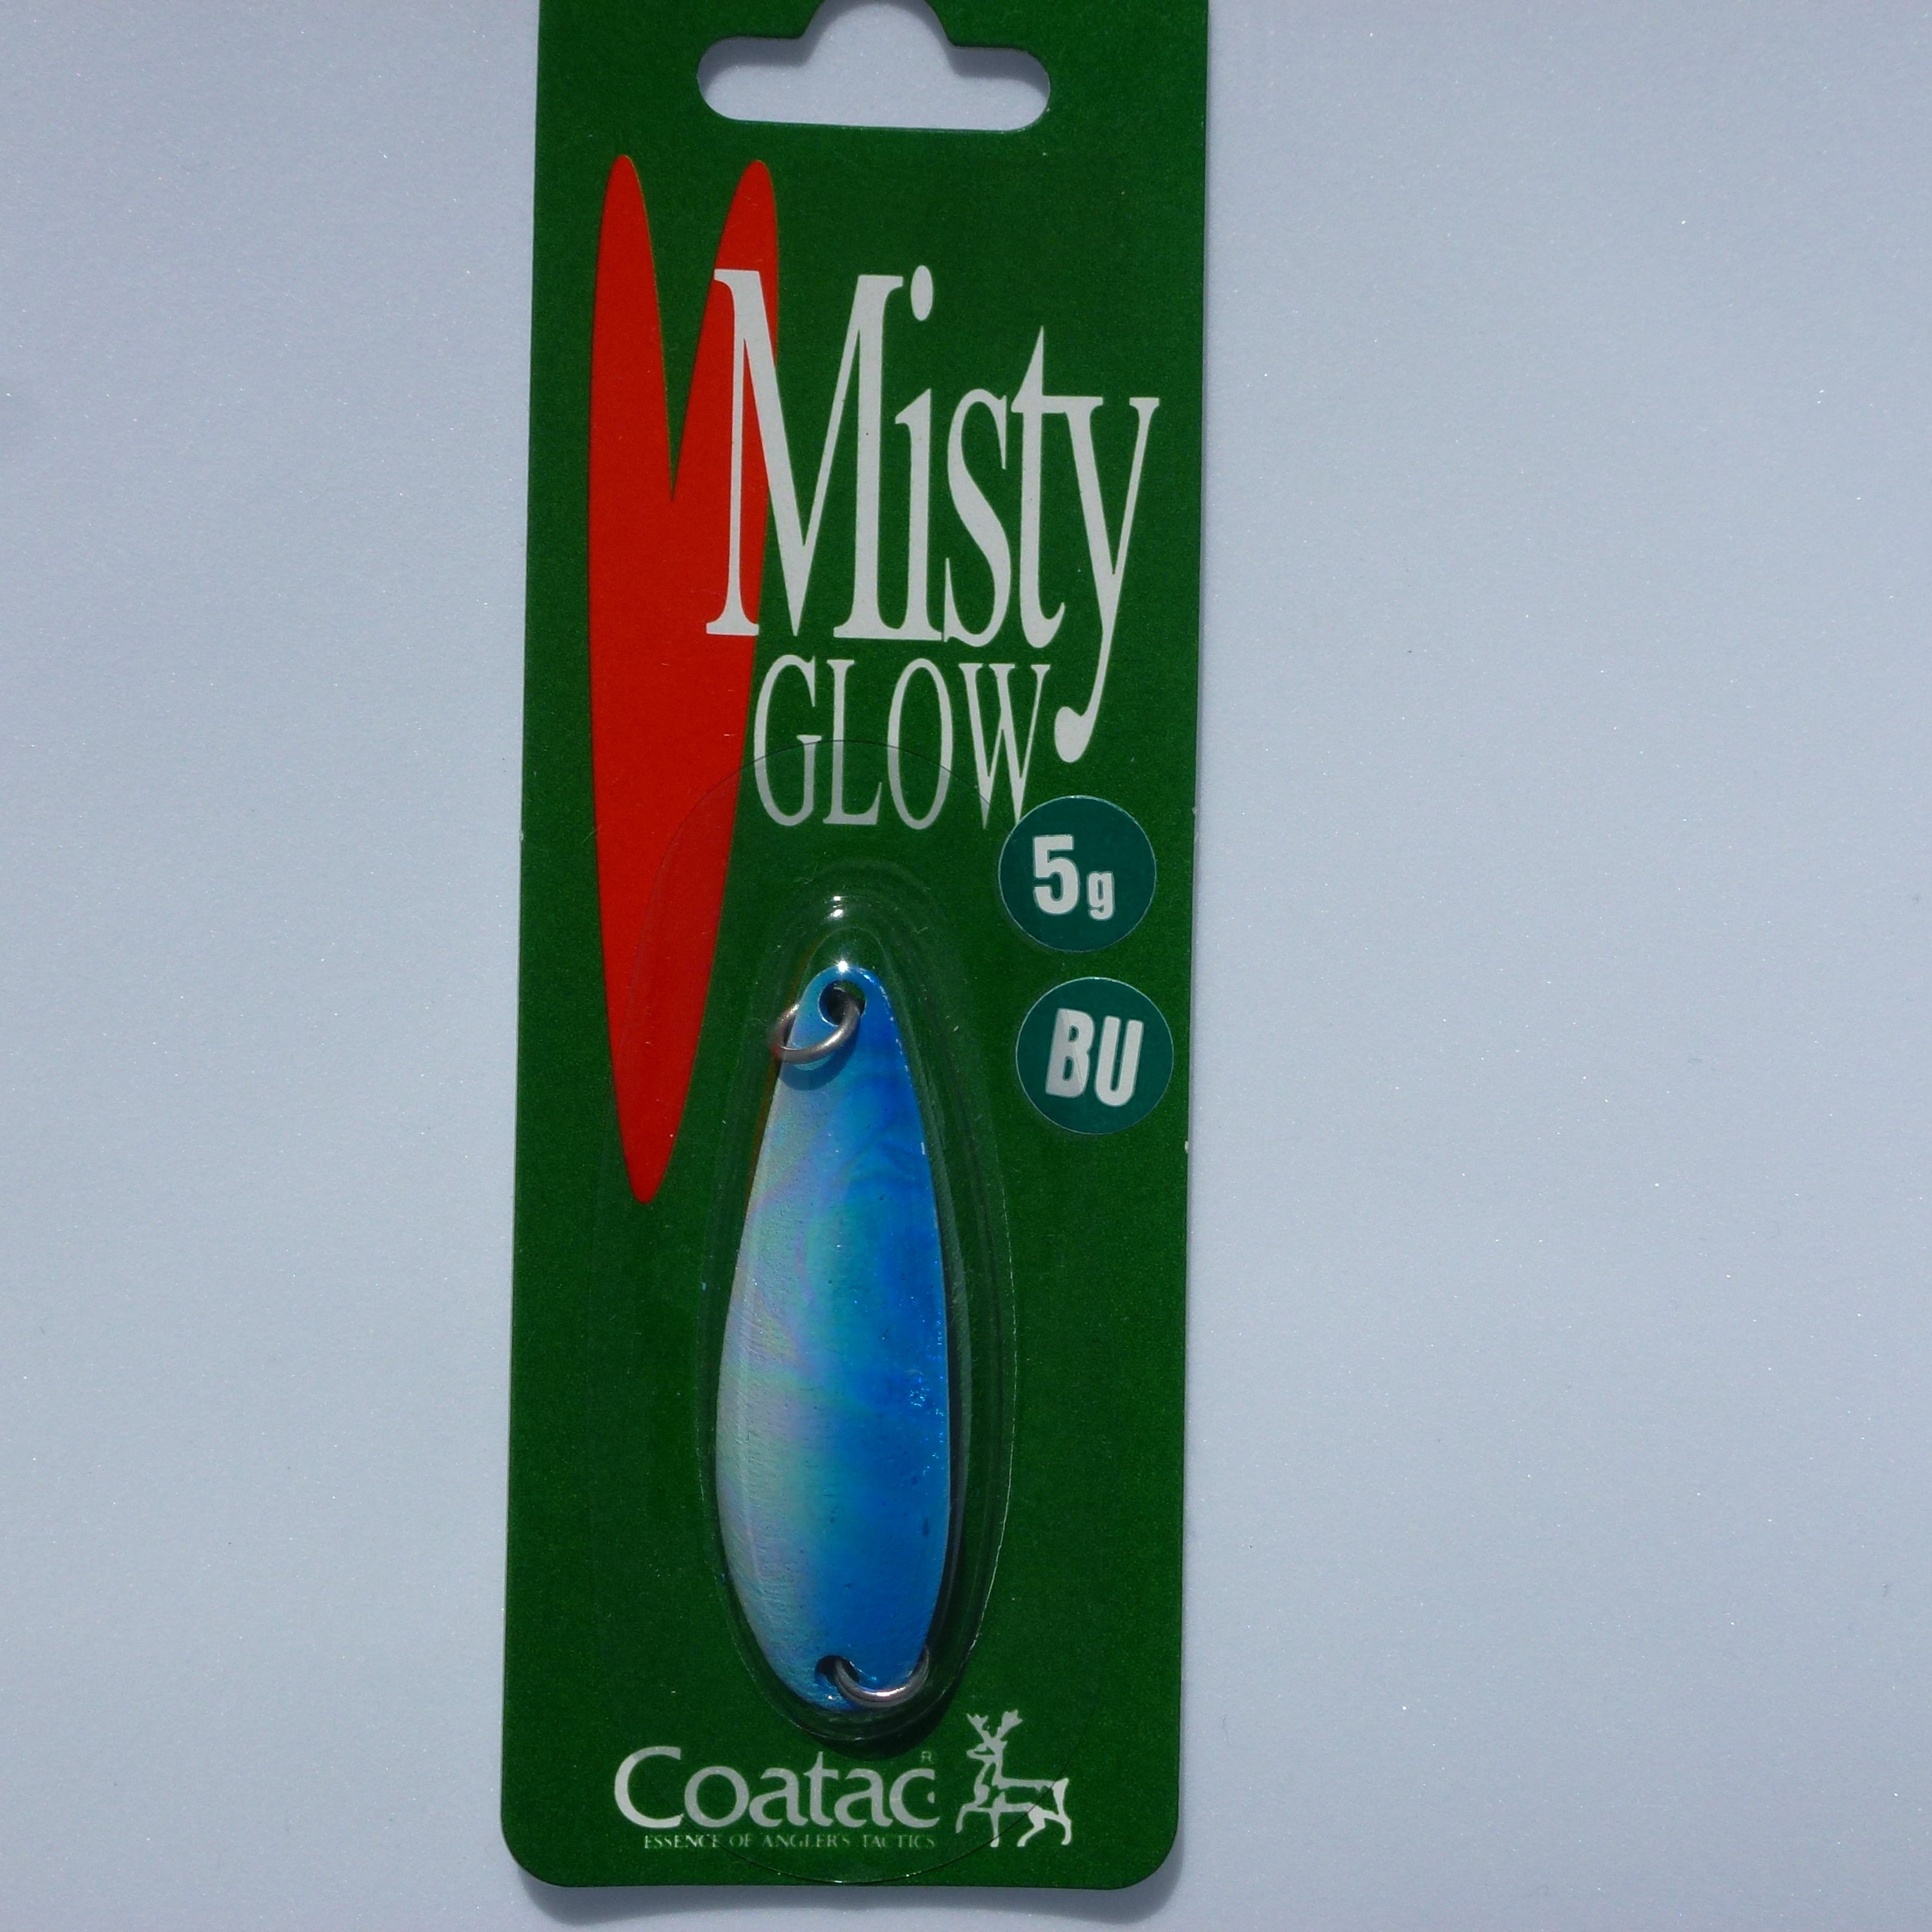 Misty
GLOW
5g
BU
Coatac®
ESSENCE OF ANGLER'S TACTICS